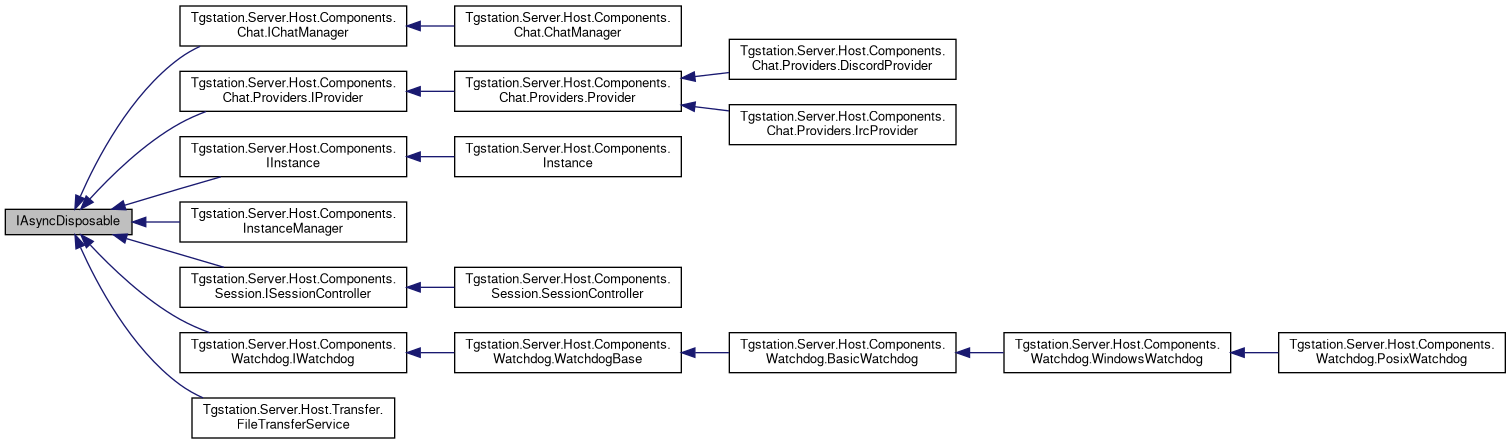 Tgstation.Server.Host.Components.
Chat.IChatManager
Tgstation.Server.Host.Components.
Chat.ChatManager
Tgstation.Server.Host.Components.
Chat.Providers.DiscordProvider
Tgstation.Server.Host.Components.
Chat.Providers.IProvider
Tgstation.Server.Host.Components.
Chat.Providers.Provider
Tgstation.Server.Host.Components.
Chat.Providers.IrcProvider
Tgstation.Server.Host.Components.
IInstance
Tgstation.Server.Host.Components.
Instance
IAsyncDisposable
Tgstation.Server.Host.Components.
InstanceManager
Tgstation.Server.Host.Components.
Session.ISessionController
Tgstation.Server.Host.Components.
Session.SessionController
Tgstation.Server.Host.Components.
Watchdog.IWatchdog
Tgstation.Server.Host.Components.
Watchdog.WatchdogBase
Tgstation.Server.Host.Components.
Watchdog.BasicWatchdog
Tgstation.Server.Host.Components.
Watchdog.WindowsWatchdog
Tgstation.Server.Host.Components.
Watchdog.PosixWatchdog
Tgstation.Server.Host.Transfer.
FileTransferService